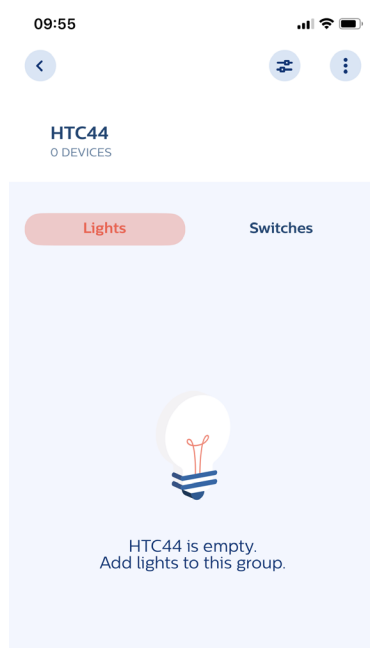 09:55
HTC44
0 DEVICES
Lights
Switches
HTC44 is empty.
Add lights to this group.